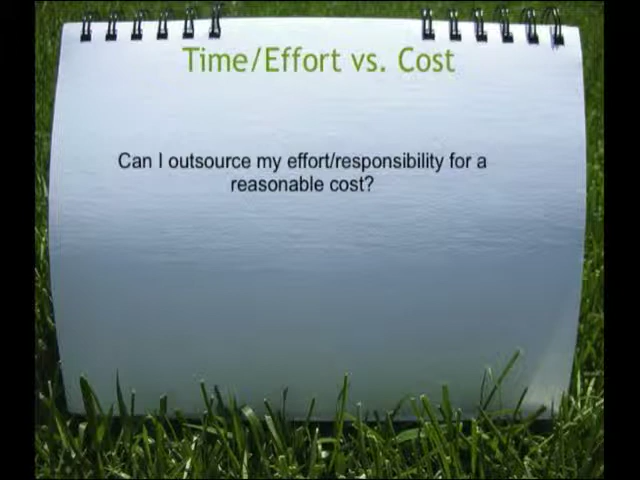 Time/Effort vs. Cost
Can I outsource my effort/responsibility for a
reasonable cost?